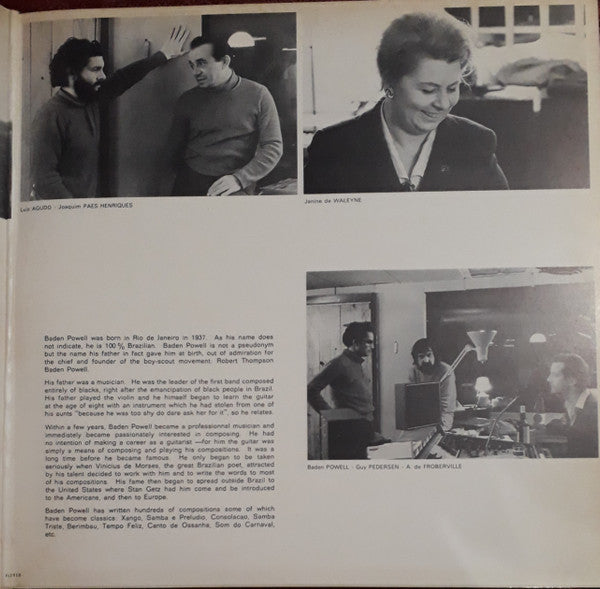 Luiz AGUDO - Joaquim PAES HENRIQUES
Janine de WALEYNE
Baden Powell was born in Rio de Janeiro in 1937. As his name does
not indicate, he is 100 % Brazilian. Baden Powell is not a pseudonym
but the name his father in fact gave him at birth, out of admiration for
the chief and founder of the boy-scout movement, Robert Thompson
Baden Powell.
His father was a musician. He was the leader of the first band composed
entirely of blacks, right after the emancipation of black people in Brazil.
His father played the violin and he himself began to learn the guitar
at the age of eight with an instrument which he had stolen from one of
his aunts "because he was too shy do dare ask her for it", so he relates.
Within a few years, Baden Powell became a professionnal musician and
immediately became passionately interested in composing. He had
no intention of making a career as a guitarist —for him the guitar
was simply a means of composing and playing his compositions. It was a
long time before he became famous. He only began to be taken
seriously when Vinicius de Moraes, the great Brazilian poet, attracted
by his talent decided to work with him and to write the words to most
of his compositions. His fame then began to spread outside Brazil to
the United States where Stan Getz had him come and be introduced
to the Americans, and then to Europe.
Baden Powell has written hundreds of compositions some of which
have become classics: Xango, Samba e Preludio, Consolacao, Samba
Triste, Berimbau, Tempo Feliz, Canto de Ossanha, Som do Carnaval,
etc.
Baden POWELL - Guy PEDERSEN - A. de FROBERVILLE